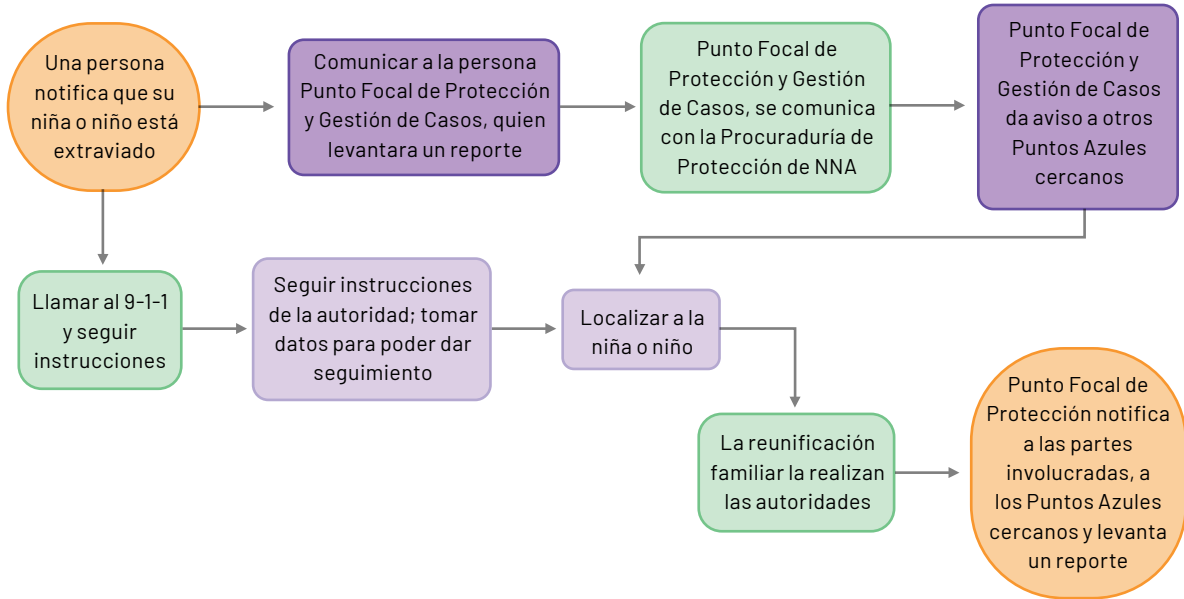 Una persona
notifica que su
niña o niño está
extraviado
Comunicar a la persona
Punto Focal de Protección
y Gestión de Casos, quien
levantara un reporte
Punto Focal de
Protección y Gestión
de Casos, se comunica
con la Procuraduría de
Protección de NNA
Punto Focal de
Protección y
Gestión de Casos
da aviso a otros
Puntos Azules
cercanos
Llamar al 9-1-1
y seguir
instrucciones
Seguir instrucciones
de la autoridad; tomar
datos para poder dar
seguimiento
Localizar a la
niña o niño
La reunificación
familiar la realizan
las autoridades
Punto Focal de
Protección notifica
a las partes
involucradas, a
los Puntos Azules
cercanos y levanta
un reporte